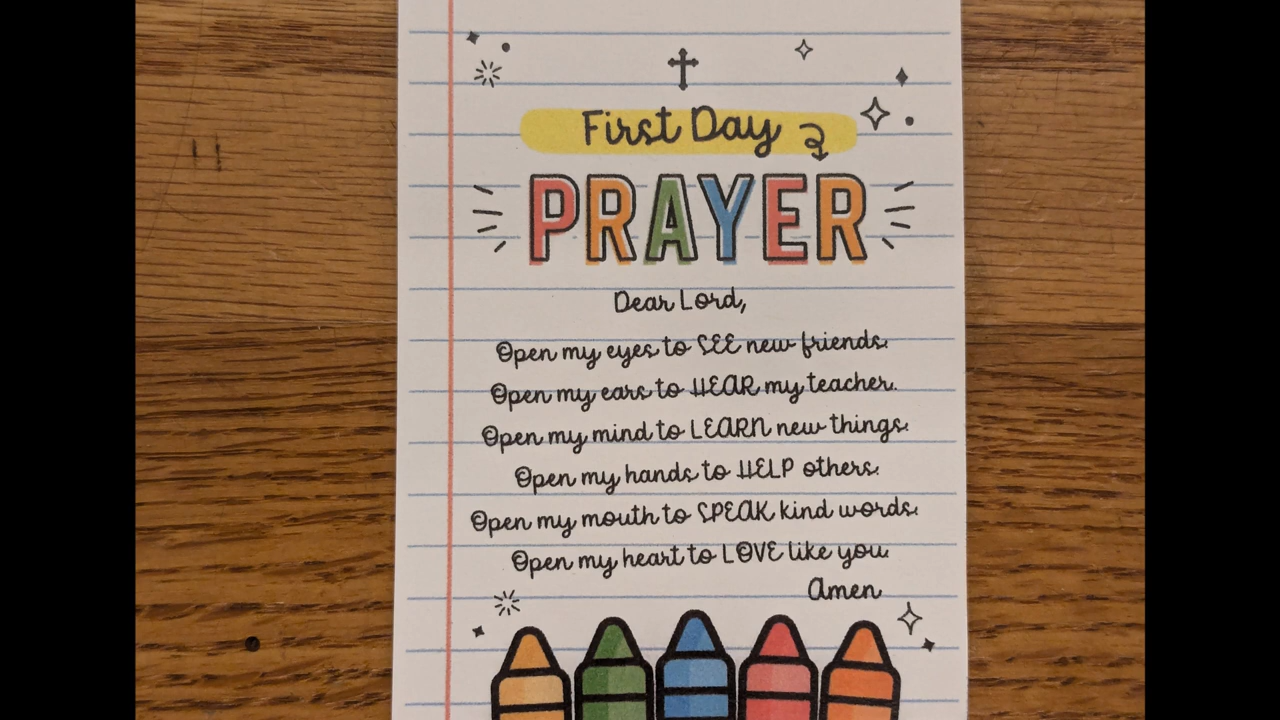 First Day
PRAYER
Dear Lord,
Open my eyes to SEE new friends.
Open my ears to HEAR my teacher.
Open my mind to LEARN new things.
Open my hands to HELP others.
Open my mouth to SPEAK kind words.
Open my heart to LOVE like you
Amen